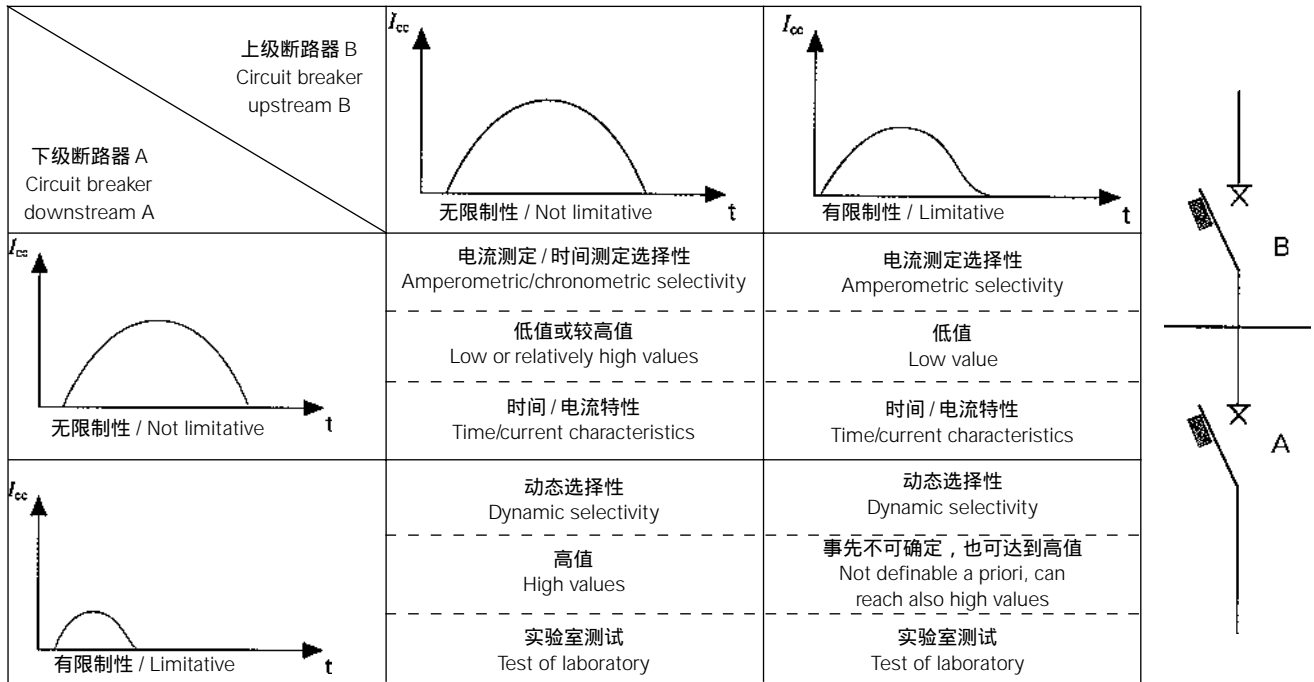 上级断路器 B
Circuit breaker
upstream B
下级断路器 A
Circuit breaker
downstream A
Icc
无限制性 / Not limitative
t
Icc
有限制性 / Limitative
t
Icc
无限制性 / Not limitative
t
电流测定 / 时间测定选择性
Amperometric/chronometric selectivity
低值或较高值
Low or relatively high values
时间 / 电流特性
Time/current characteristics
电流测定选择性
Amperometric selectivity
低值
Low value
时间 / 电流特性
Time/current characteristics
Icc
有限制性 / Limitative
t
动态选择性
Dynamic selectivity
高值
High values
实验室测试
Test of laboratory
动态选择性
Dynamic selectivity
事先不可确定，也可达到高值
Not definable a priori, can
reach also high values
实验室测试
Test of laboratory
B
A